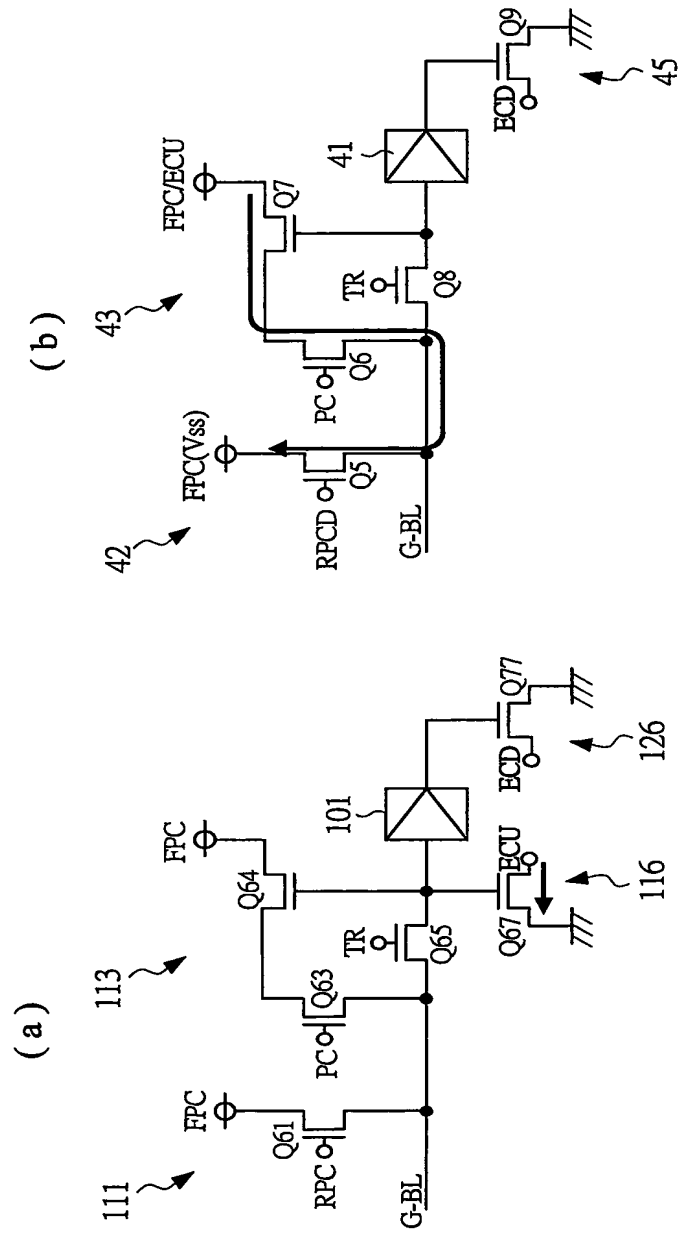 (a)
111
FPC
Q61
RPC
G-BL
113
Q63
PC
Q64
FPC
TR
Q65
101
ECU
Q67
116
ECD
Q77
126
(b)
42
FPC(Vss)
RPCD
Q5
G-BL
43
PC
Q6
FPC/ECU
Q7
TR
Q8
41
ECD
Q9
45